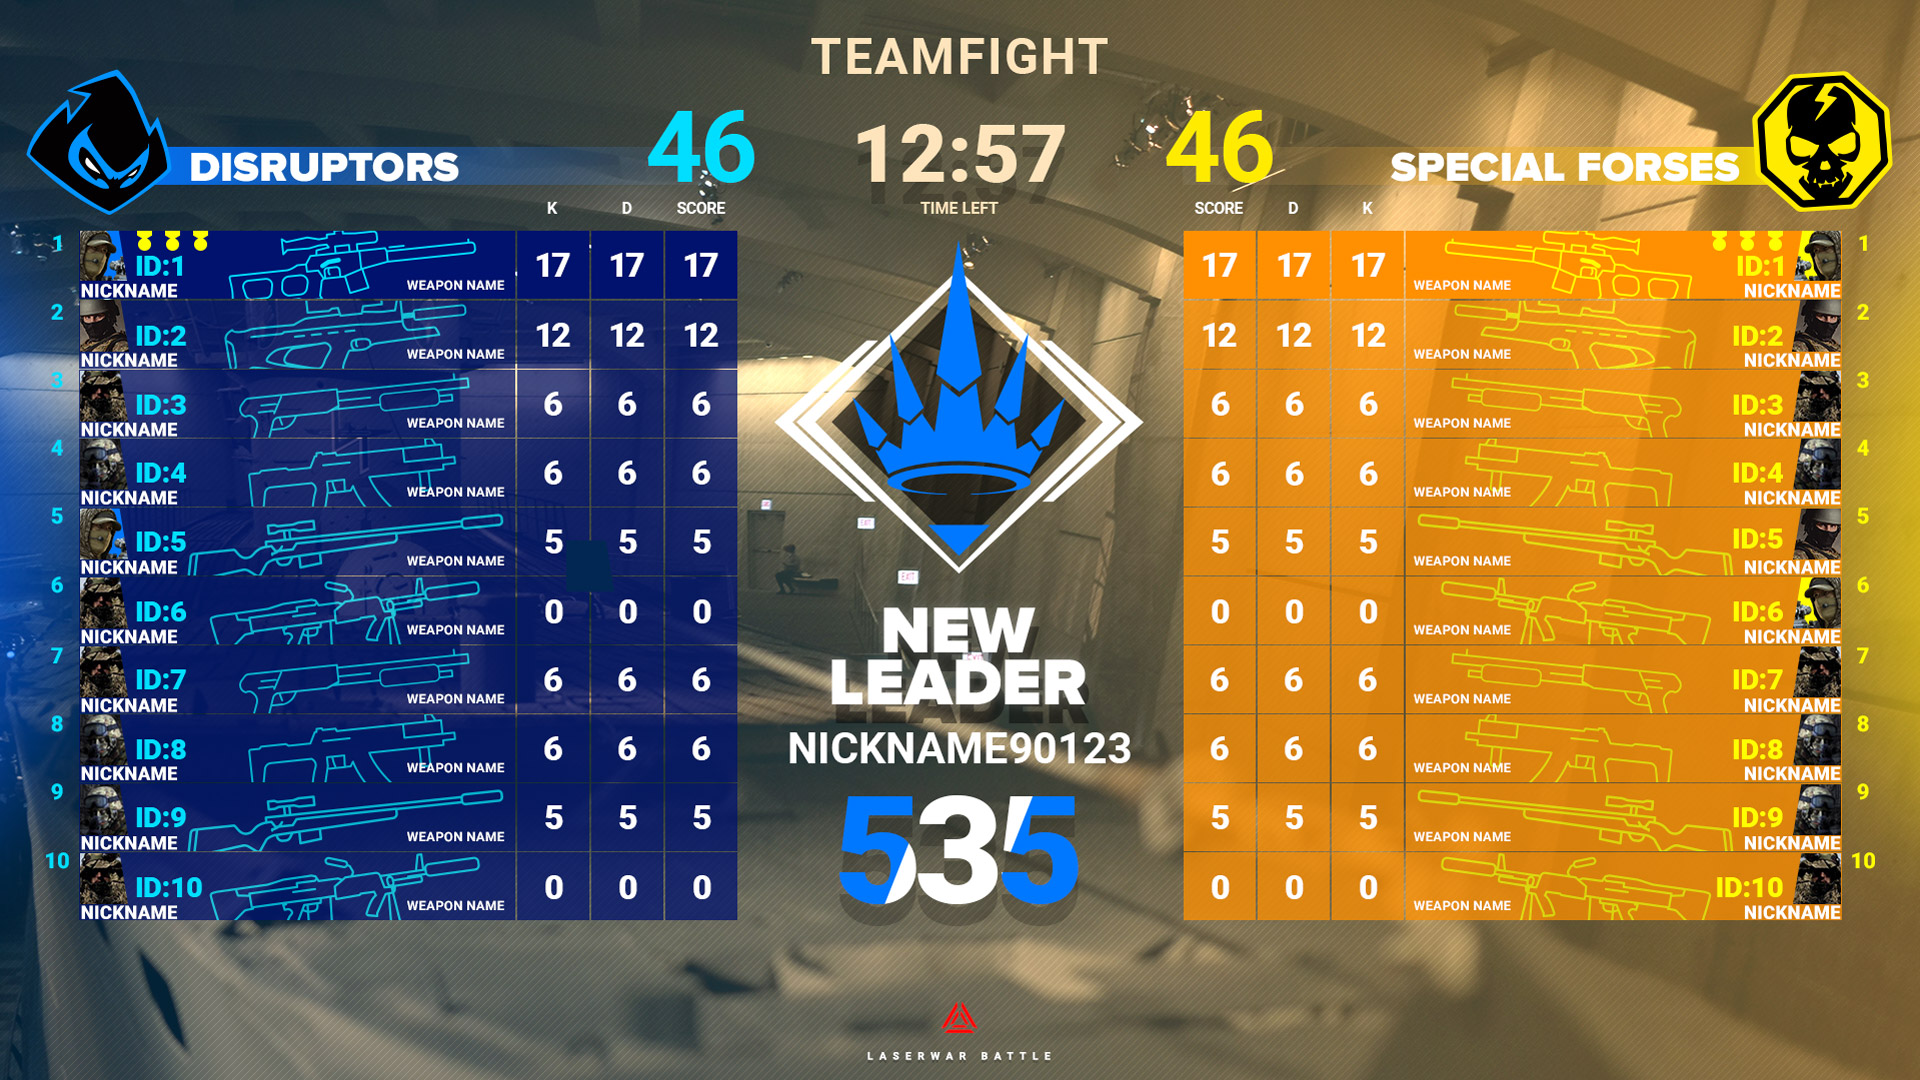 TEAMFIGHT
DISRUPTORS
46
12:57
46
SPECIAL FORSES
K D SCORE
TIME LEFT
SCORE D K
1 ID:1 NICKNAME WEAPON NAME 17 17 17
2 ID:2 NICKNAME WEAPON NAME 12 12 12
3 ID:3 NICKNAME WEAPON NAME 6 6 6
4 ID:4 NICKNAME WEAPON NAME 6 6 6
5 ID:5 NICKNAME WEAPON NAME 5 5 5
6 ID:6 NICKNAME WEAPON NAME 0 0 0
7 ID:7 NICKNAME WEAPON NAME 6 6 6
8 ID:8 NICKNAME WEAPON NAME 6 6 6
9 ID:9 NICKNAME WEAPON NAME 5 5 5
10 ID:10 NICKNAME WEAPON NAME 0 0 0
NEW
LEADER
NICKNAME90123
535
17 17 17 WEAPON NAME ID:1 NICKNAME 1
12 12 12 WEAPON NAME ID:2 NICKNAME 2
6 6 6 WEAPON NAME ID:3 NICKNAME 3
6 6 6 WEAPON NAME ID:4 NICKNAME 4
5 5 5 WEAPON NAME ID:5 NICKNAME 5
0 0 0 WEAPON NAME ID:6 NICKNAME 6
6 6 6 WEAPON NAME ID:7 NICKNAME 7
6 6 6 WEAPON NAME ID:8 NICKNAME 8
5 5 5 WEAPON NAME ID:9 NICKNAME 9
0 0 0 WEAPON NAME ID:10 NICKNAME 10
EXIT
EXIT
LASERWAR BATTLE